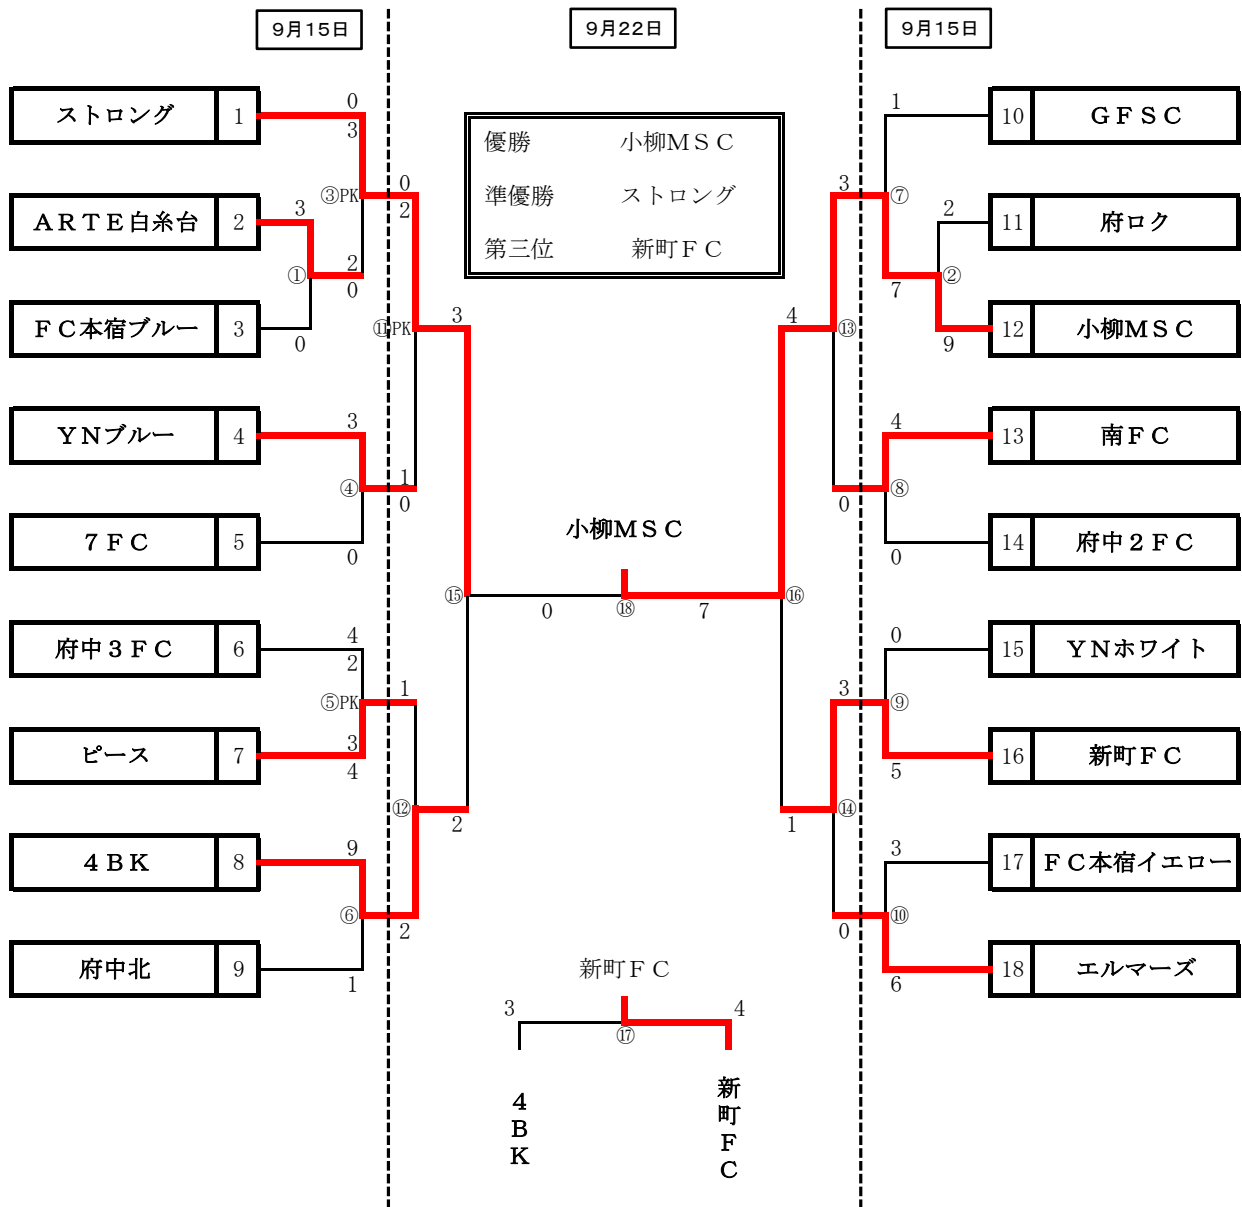 9月15日
9月22日
9月15日
ストロング 1
ARTE白糸台 2
FC本宿ブルー 3
YNブルー 4
7FC 5
府中3FC 6
ピース 7
4BK 8
府中北 9
0
3
③PK
3
①
2
0
0
3
④
0
4
2
⑤PK
3
4
9
⑥
1
0
2
⑪PK
1
0
1
⑫
2
3
⑮
2
優勝 小柳MSC
準優勝 ストロング
第三位 新町FC
小柳MSC
0
⑱
7
新町FC
3
⑰
4
4BK
新町FC
4
⑯
1
3
⑬
0
3
⑭
0
1
⑦
2
②
7
9
4
⑧
0
0
⑨
5
3
⑩
6
10 GFSC
11 府ロク
12 小柳MSC
13 南FC
14 府中2FC
15 YNホワイト
16 新町FC
17 FC本宿イエロー
18 エルマーズ